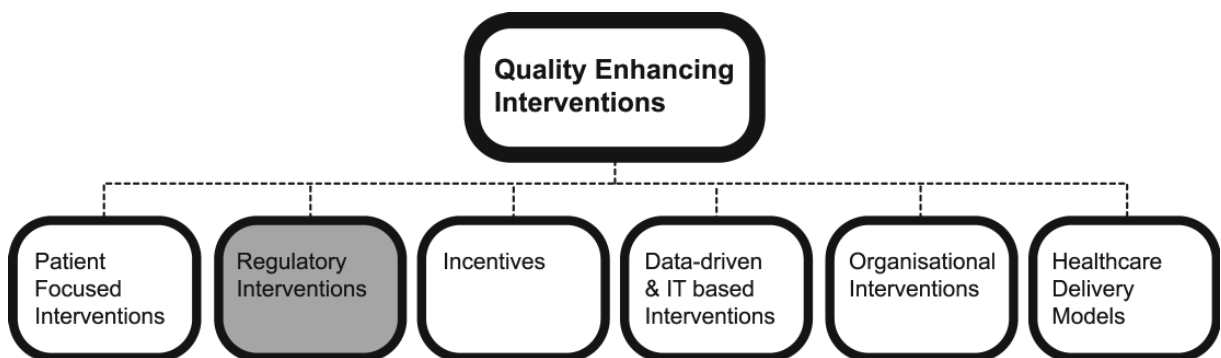 Quality Enhancing
Interventions
Patient
Focused
Interventions
Regulatory
Interventions
Incentives
Data-driven
& IT based
Interventions
Organisational
Interventions
Healthcare
Delivery
Models